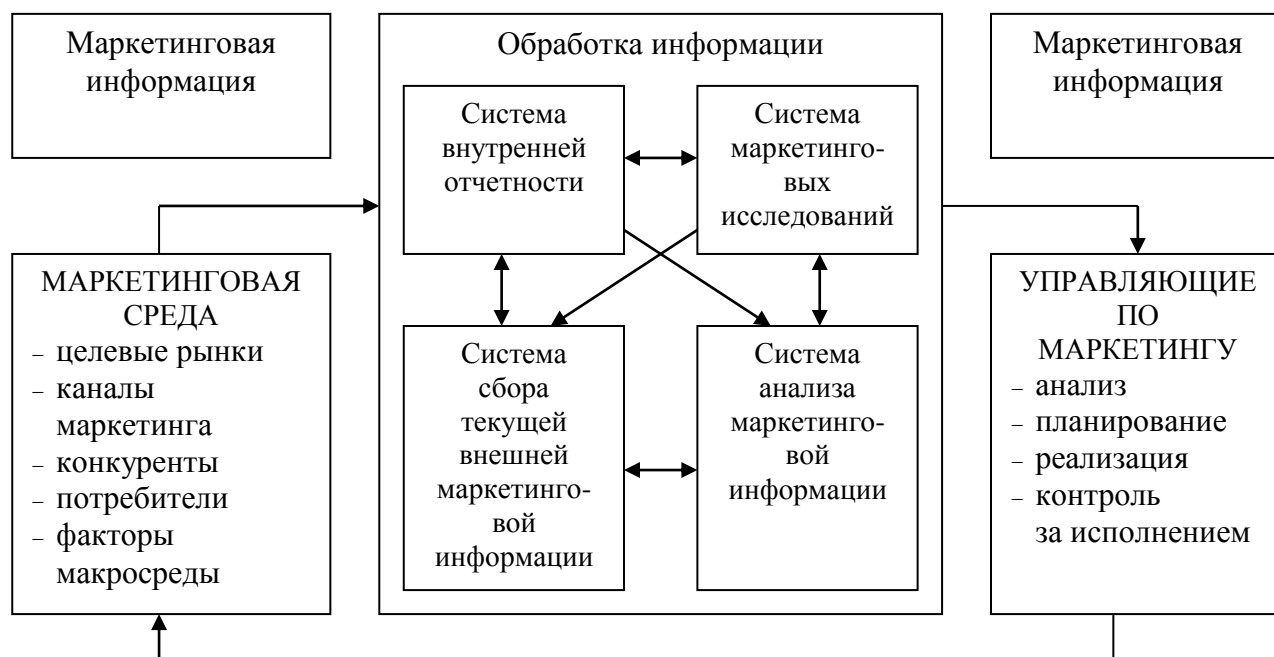 Маркетинговая
информация
Обработка информации
Система
внутренней
отчетности
Система
маркетинго-
вых
исследований
Система
сбора
текущей
внешней
маркетинго-
вой
информации
Система
анализа
маркетинго-
вой
информации
Маркетинговая
информация
МАРКЕТИНГОВАЯ
СРЕДА
– целевые рынки
– каналы
маркетинга
– конкуренты
– потребители
– факторы
макросреды
УПРАВЛЯЮЩИЕ
ПО
МАРКЕТИНГУ
– анализ
– планирование
– реализация
– контроль
за исполнением